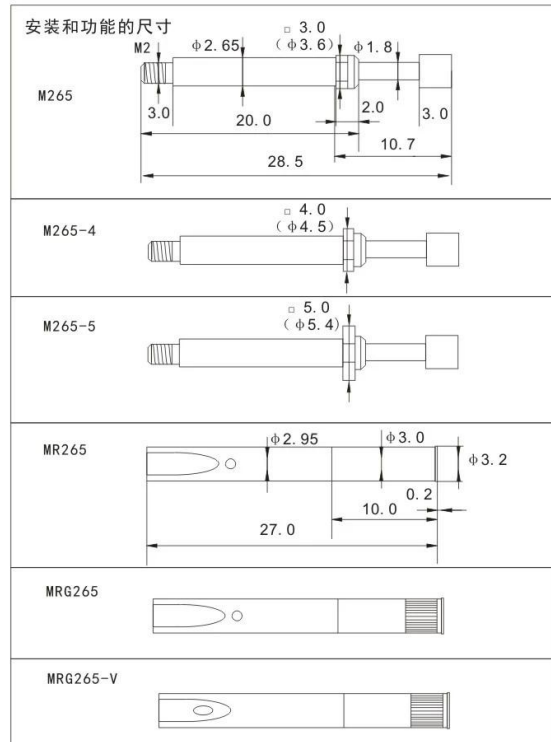 安装和功能的尺寸
□ 3.0
M2
φ2.65
(φ3.6)
φ1.8
M265
3.0
2.0
3.0
20.0
10.7
28.5
□ 4.0
M265-4
(φ4.5)
□ 5.0
M265-5
(φ5.4)
MR265
φ2.95
φ3.0
φ3.2
0.2
10.0
27.0
MRG265
MRG265-V